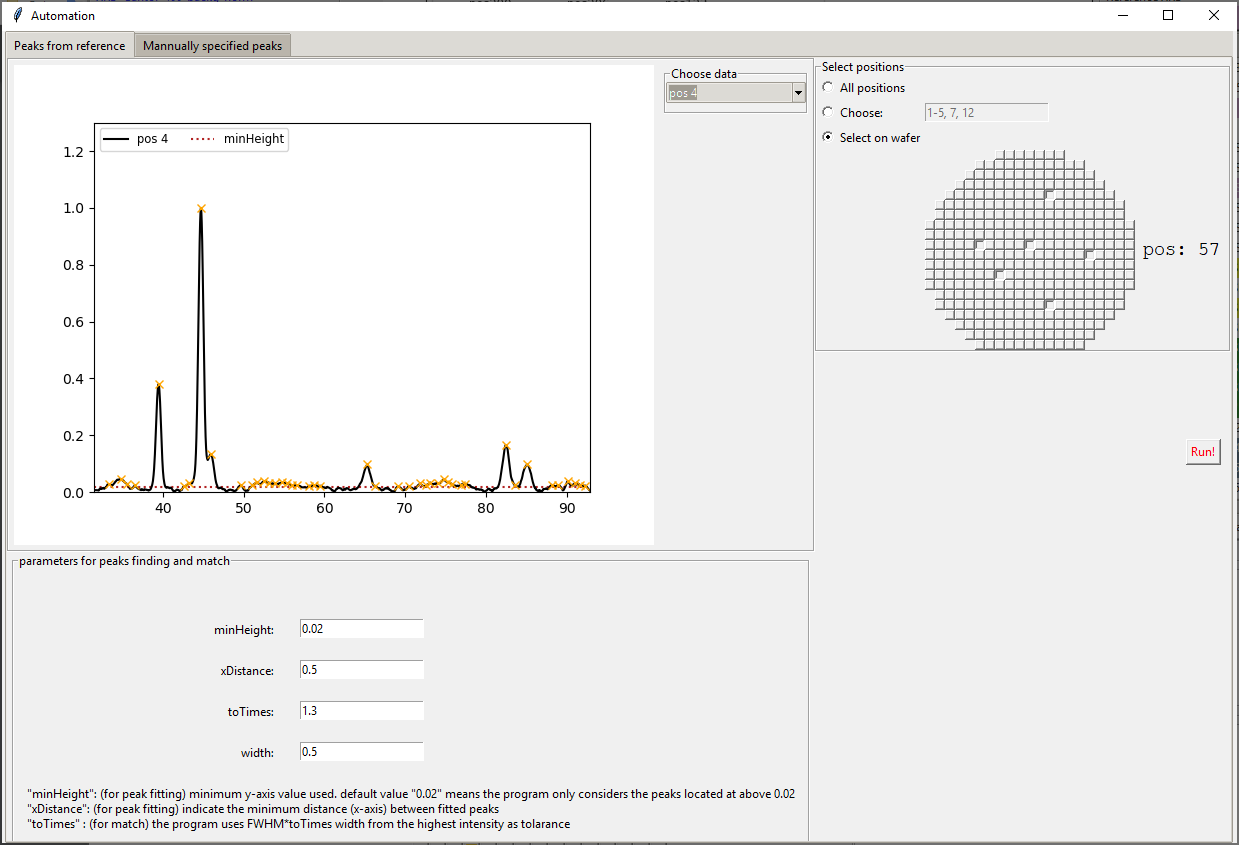 Automation
Peaks from reference
Mannually specified peaks
pos 4
minHeight
1.2
1.0
0.8
0.6
0.4
0.2
0.0
40 50 60 70 80 90
Choose data
pos 4
Select positions
All positions
Choose: 1-5, 7, 12
Select on wafer
pos: 57
Run!
parameters for peaks finding and match
minHeight: 0.02
xDistance: 0.5
toTimes: 1.3
width: 0.5
"minHeight": (for peak fitting) minimum y-axis value used. default value "0.02" means the program only considers the peaks located at above 0.02
"xDistance": (for peak fitting) indicate the minimum distance (x-axis) between fitted peaks
"toTimes" : (for match) the program uses FWHM*toTimes width from the highest intensity as tolarance